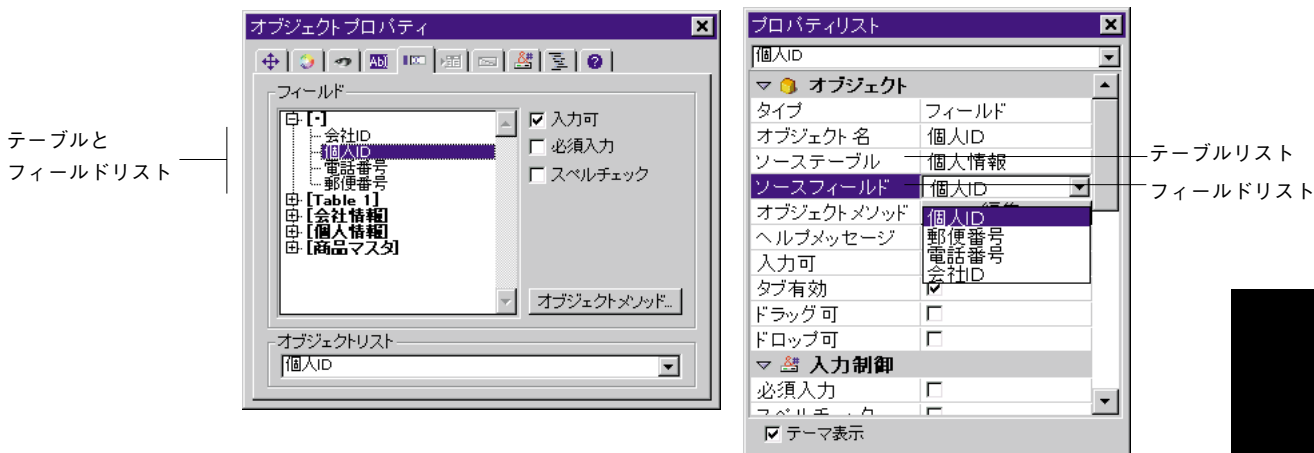 テーブルと
フィールドリスト
オブジェクトプロパティ
フィールド
[-]
会社ID
個人ID
電話番号
郵便番号
[Table 1]
[会社情報]
[個人情報]
[商品マスタ]
入力可
必須入力
スペルチェック
オブジェクトメソッド...
オブジェクトリスト
個人ID
プロパティリスト
個人ID
オブジェクト
タイプ フィールド
オブジェクト名 個人ID
ソーステーブル 個人情報
ソースフィールド 個人ID
オブジェクトメソッド
個人ID
郵便番号
電話番号
会社ID
ヘルプメッセージ
入力可
タブ有効
ドラッグ可
ドロップ可
入力制御
必須入力
テーマ表示
テーブルリスト
フィールドリスト